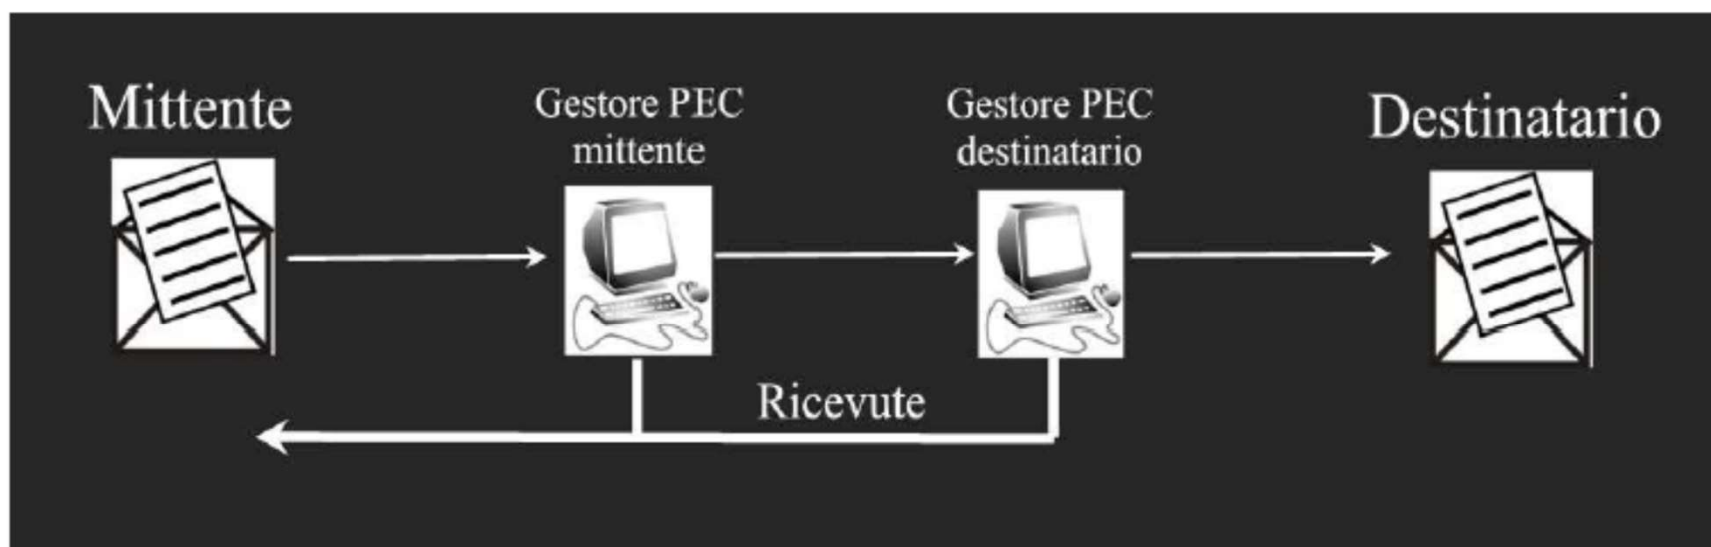 Mittente
Gestore PEC
mittente
Gestore PEC
destinatario
Destinatario
Ricevute